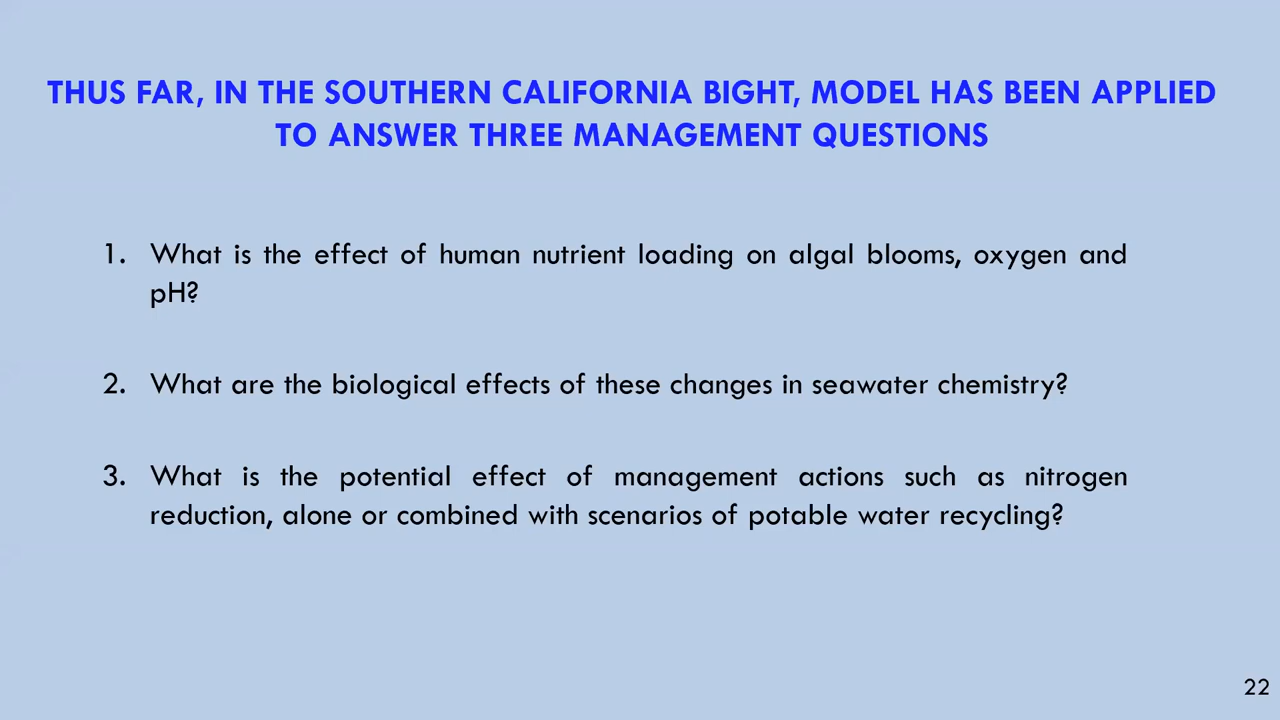 THUS FAR, IN THE SOUTHERN CALIFORNIA BIGHT, MODEL HAS BEEN APPLIED
TO ANSWER THREE MANAGEMENT QUESTIONS
1. What is the effect of human nutrient loading on algal blooms, oxygen and
pH?
2. What are the biological effects of these changes in seawater chemistry?
3. What is the potential effect of management actions such as nitrogen
reduction, alone or combined with scenarios of potable water recycling?
22